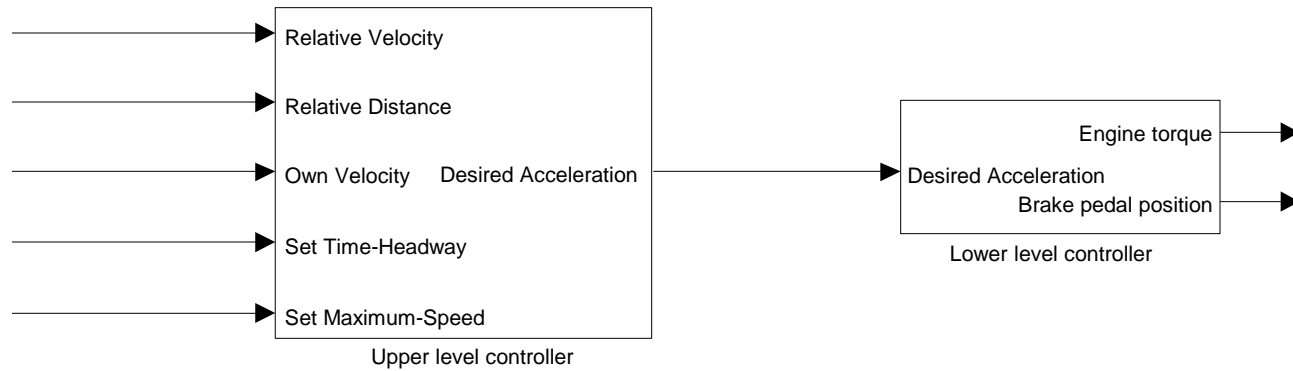 Relative Velocity
Relative Distance
Own Velocity
Desired Acceleration
Set Time-Headway
Set Maximum-Speed
Upper level controller
Engine torque
Desired Acceleration
Brake pedal position
Lower level controller